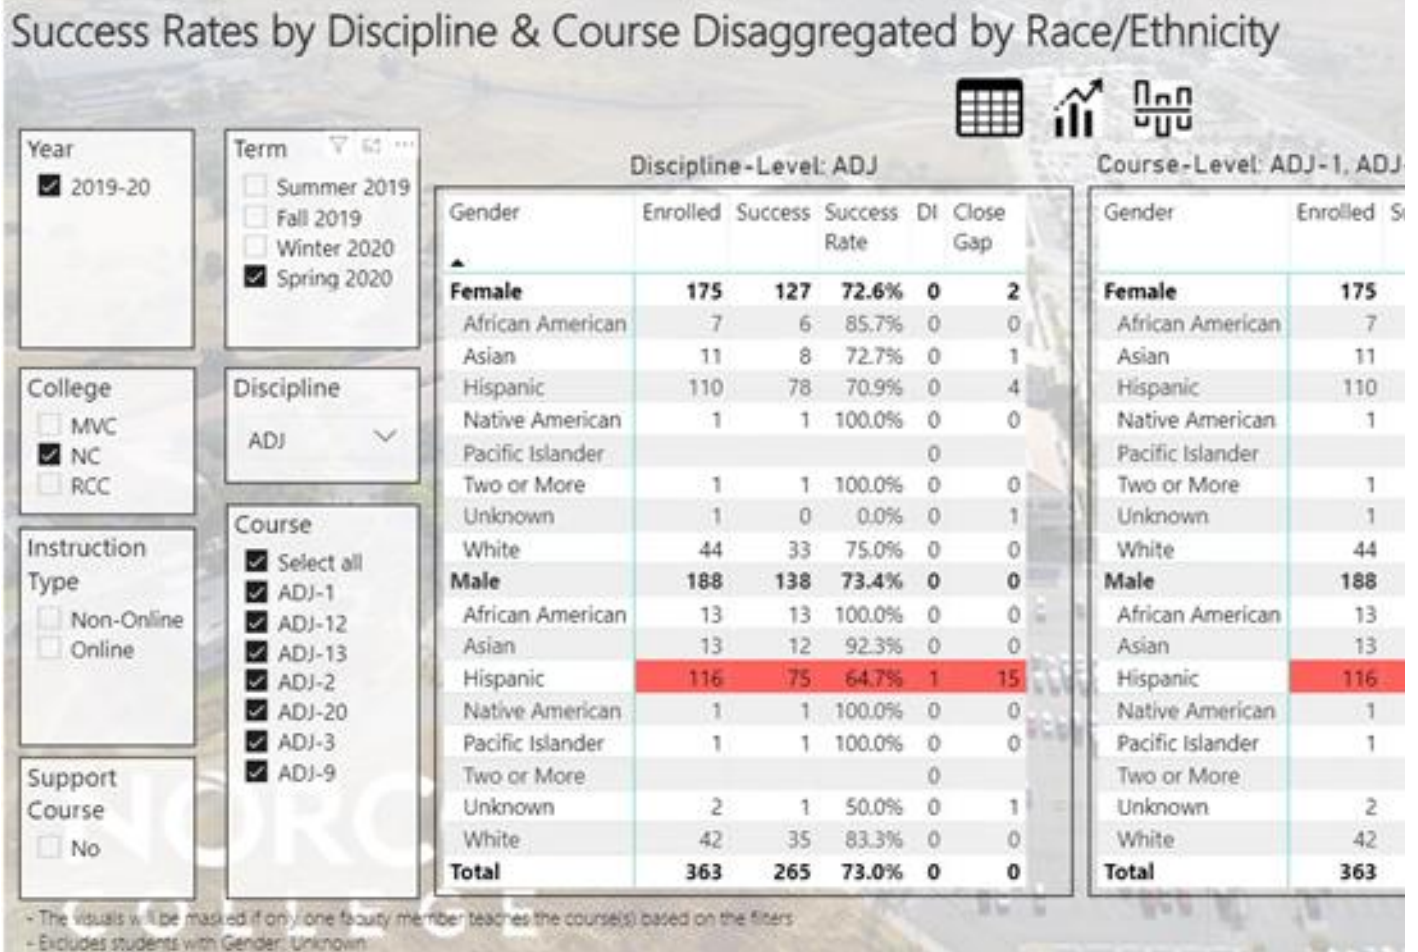 Success Rates by Discipline & Course Disaggregated by Race/Ethnicity
Year
2019-20
Term
Summer 2019
Fall 2019
Winter 2020
Spring 2020
College
MVC
NC
RCC
Discipline
ADJ
Instruction
Type
Non-Online
Online
Course
Select all
ADJ-1
ADJ-12
ADJ-13
ADJ-2
ADJ-20
ADJ-3
ADJ-9
Support
Course
No
Discipline-Level: ADJ
Gender Enrolled Success Success Rate DI Close Gap
Female 175 127 72.6% 0 2
African American 7 6 85.7% 0 0
Asian 11 8 72.7% 0 1
Hispanic 110 78 70.9% 0 4
Native American 1 1 100.0% 0 0
Pacific Islander 0
Two or More 1 1 100.0% 0 0
Unknown 1 0 0.0% 0 1
White 44 33 75.0% 0 0
Male 188 138 73.4% 0 0
African American 13 13 100.0% 0 0
Asian 13 12 92.3% 0 0
Hispanic 116 75 64.7% 1 15
Native American 1 1 100.0% 0 0
Pacific Islander 1 1 100.0% 0 0
Two or More 0
Unknown 2 1 50.0% 0 1
White 42 35 83.3% 0 0
Total 363 265 73.0% 0 0
Course-Level: ADJ-1, ADJ-
Gender Enrolled
Female 175
African American 7
Asian 11
Hispanic 110
Native American 1
Pacific Islander
Two or More 1
Unknown 1
White 44
Male 188
African American 13
Asian 13
Hispanic 116
Native American 1
Pacific Islander 1
Two or More
Unknown 2
White 42
Total 363
NORC
COLLEGE
- The visuals will be masked if only one faculty member teaches the course(s) based on the filters
- Excludes students with Gender: Unknown